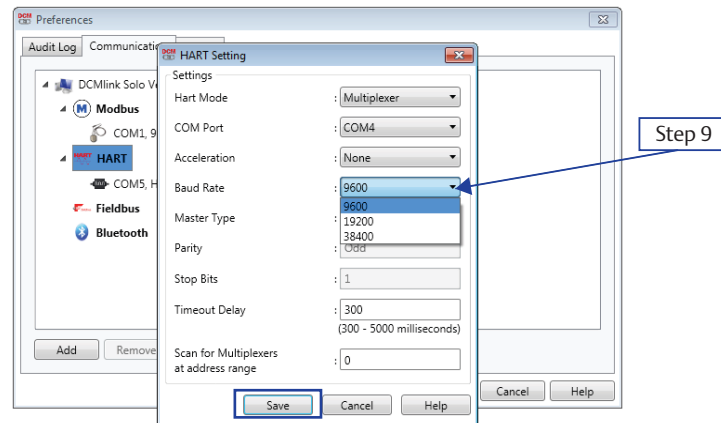 DCM Preferences
Audit Log Communicatio
DCM HART Setting
Settings
DCMlink Solo Ve
Hart Mode : Multiplexer
M Modbus
COM Port : COM4
COM1, 9
Step 9
Acceleration : None
HART HART
Baud Rate : 9600
COM5, H
9600
Fieldbus
Master Type :
19200
Bluetooth
38400
Parity : Odd
Stop Bits : 1
Timeout Delay : 300
(300 - 5000 milliseconds)
Add Remove
Scan for Multiplexers
at address range : 0
Save Cancel Help
Cancel Help